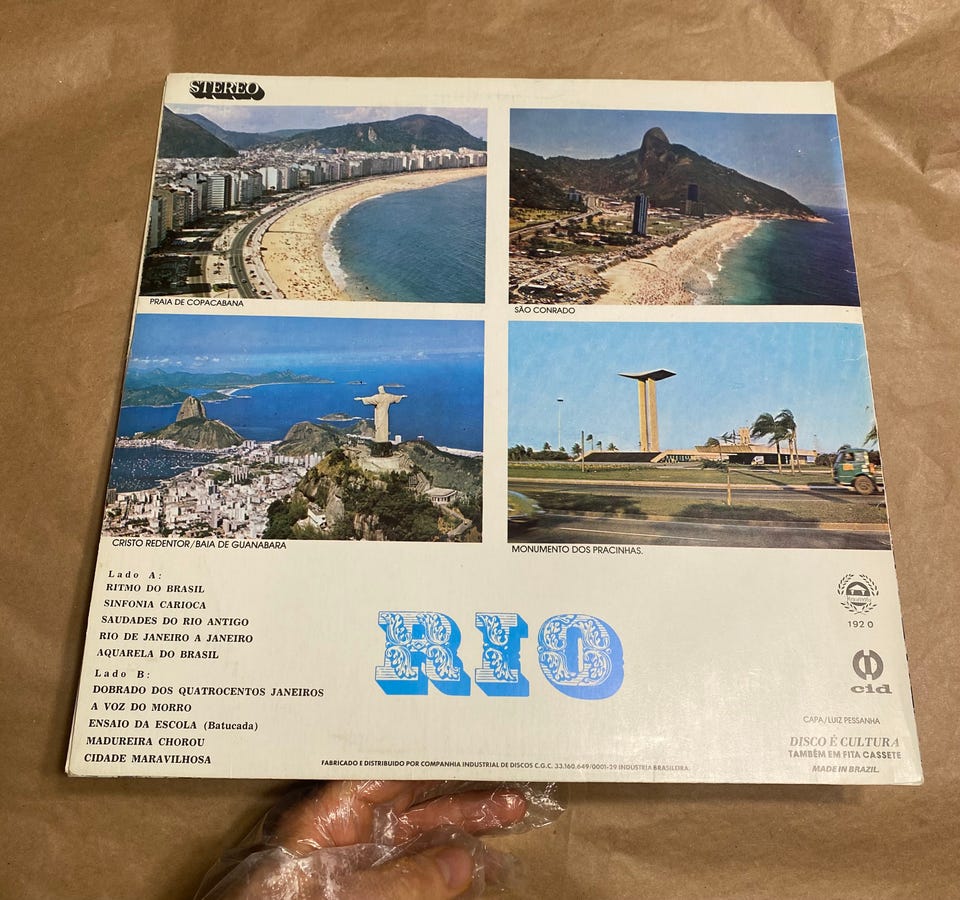 STEREO
PRAIA DE COPACABANA
SÃO CONRADO
CRISTO REDENTOR/BAIA DE GUANABARA
MONUMENTO DOS PRACINHAS.
Lado A:
RITMO DO BRASIL
SINFONIA CARIOCA
SAUDADES DO RIO ANTIGO
RIO DE JANEIRO A JANEIRO
AQUARELA DO BRASIL
Lado B:
DOBRADO DOS QUATROCENTOS JANEIROS
A VOZ DO MORRO
ENSAIO DA ESCOLA (Batucada)
MADUREIRA CHOROU
CIDADE MARAVILHOSA
RIO
192 0
cid
CAPA/LUIZ PESSANHA
DISCO É CULTURA
TAMBÉM EM FITA CASSETE
MADE IN BRAZIL.
FABRICADO E DISTRIBUIDO POR COMPANHIA INDUSTRIAL DE DISCOS C.G.C. 33.160.649/0001-29 INDÚSTRIA BRASILEIRA.